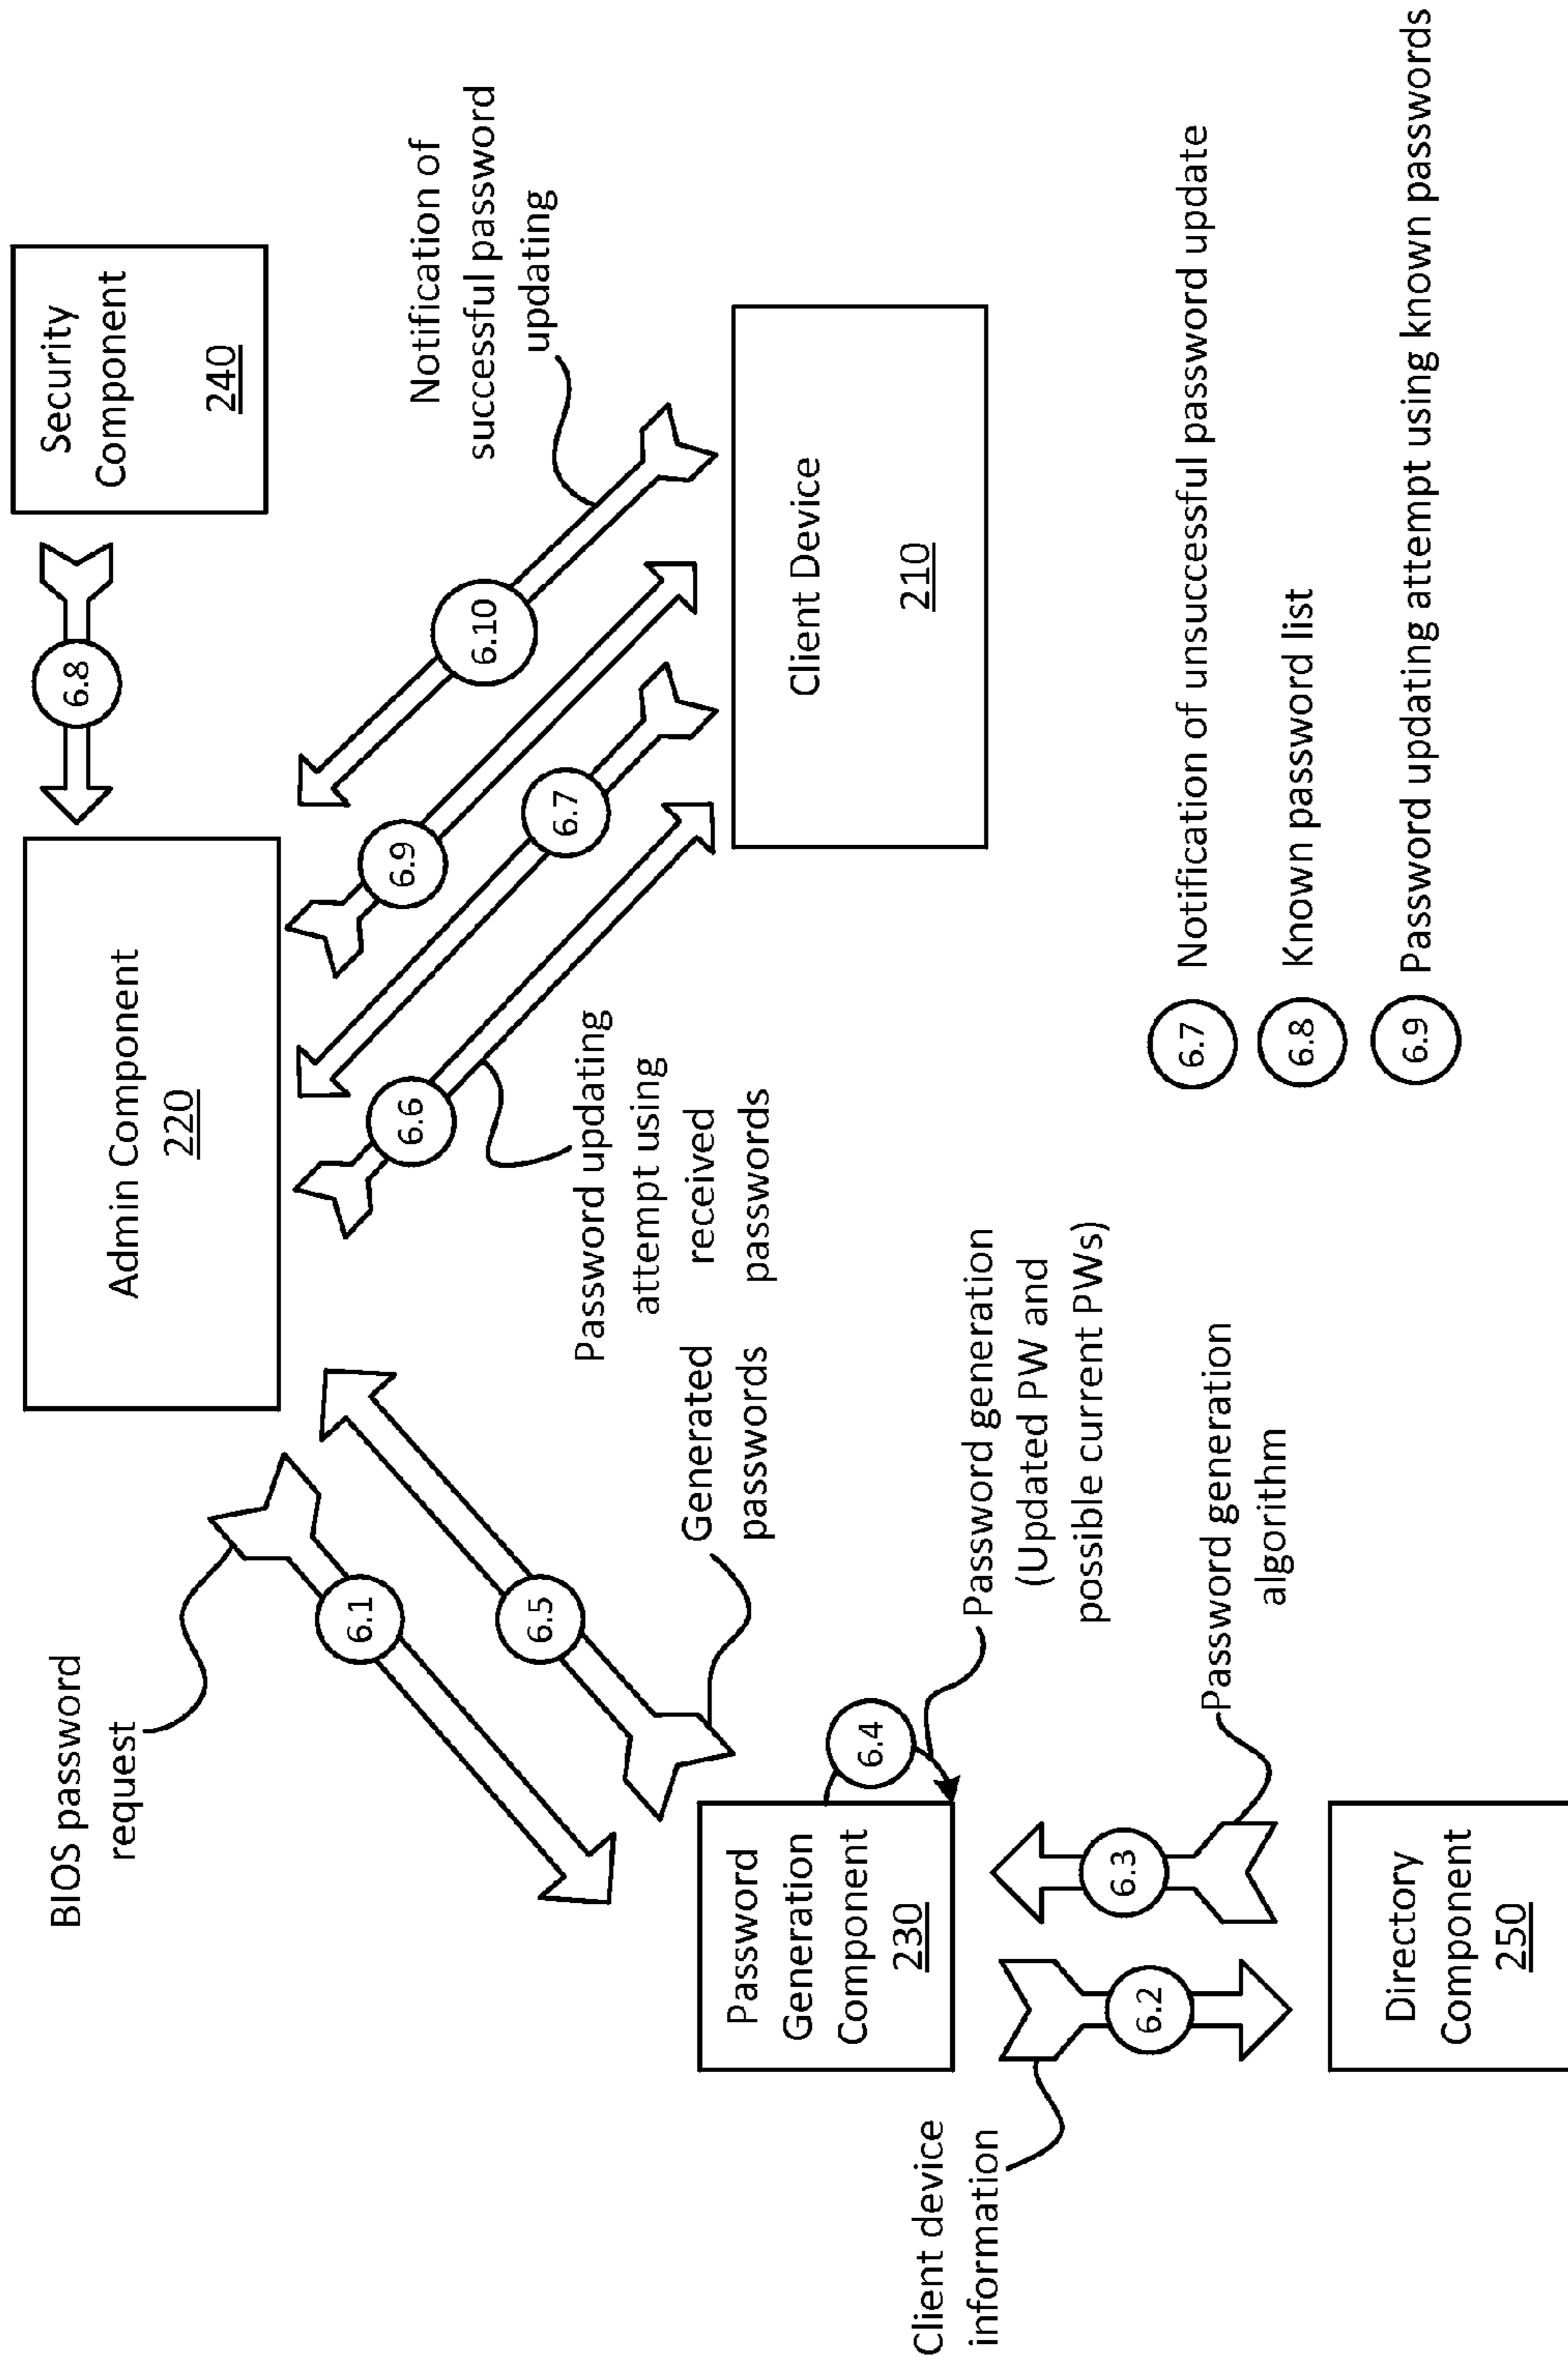 BIOS password
request
6.1
Admin Component
220
6.8
Security
Component
240
6.5
Generated
passwords
6.6
Password updating
attempt using
received
passwords
6.7
6.9
6.10
Notification of
successful password
updating
Password
Generation
Component
230
6.4
Password generation
(Updated PW and
possible current PWs)
Client Device
210
Client device
information
6.2
6.3
Password generation
algorithm
Directory
Component
250
6.7 Notification of unsuccessful password update
6.8 Known password list
6.9 Password updating attempt using known passwords